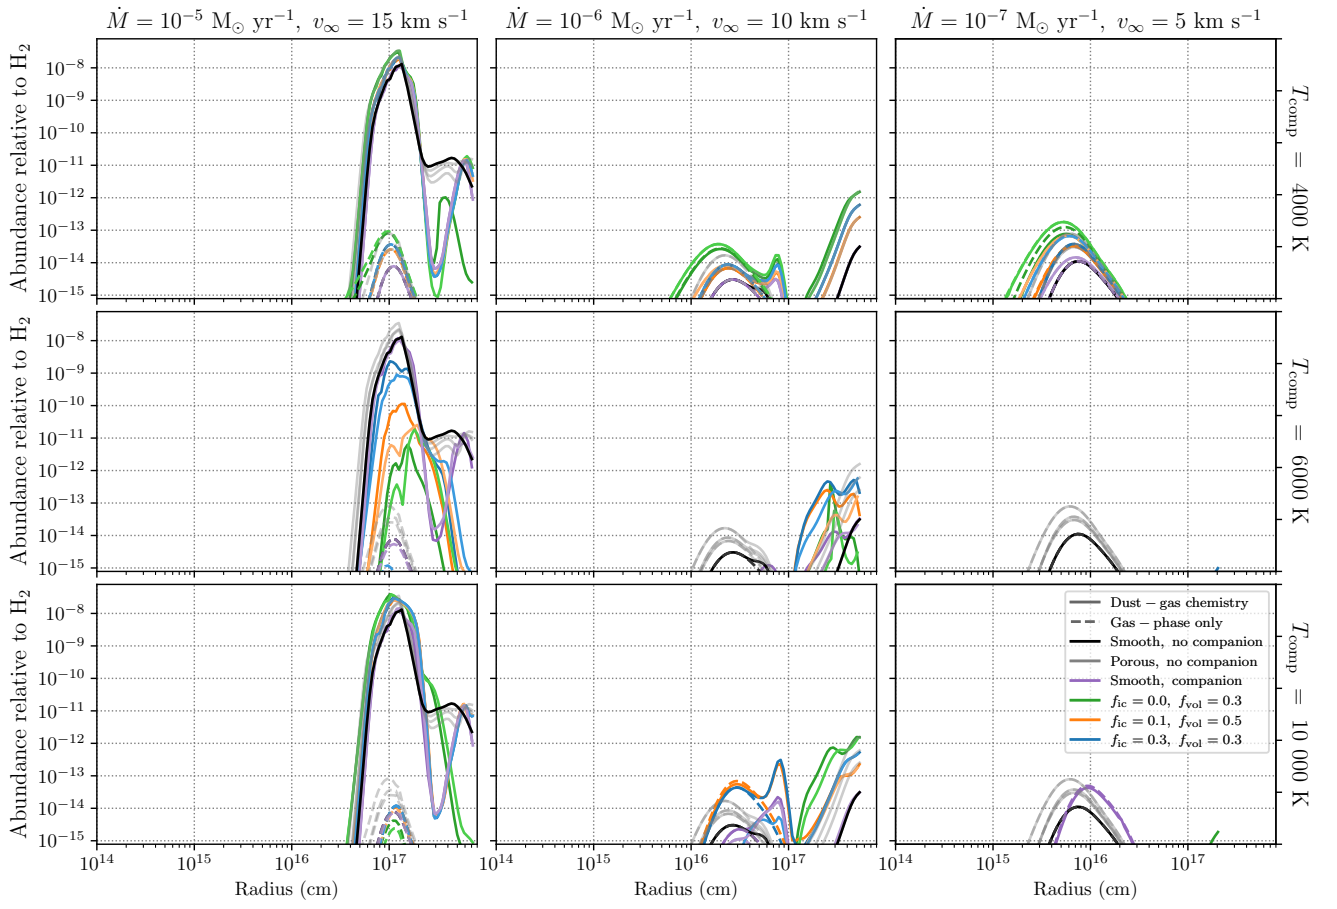 Ṁ = 10⁻⁵ M☉ yr⁻¹, v∞ = 15 km s⁻¹
Ṁ = 10⁻⁶ M☉ yr⁻¹, v∞ = 10 km s⁻¹
Ṁ = 10⁻⁷ M☉ yr⁻¹, v∞ = 5 km s⁻¹
Abundance relative to H₂
10⁻⁸
10⁻⁹
10⁻¹⁰
10⁻¹¹
10⁻¹²
10⁻¹³
10⁻¹⁴
10⁻¹⁵
T_comp = 4000 K
Abundance relative to H₂
10⁻⁸
10⁻⁹
10⁻¹⁰
10⁻¹¹
10⁻¹²
10⁻¹³
10⁻¹⁴
10⁻¹⁵
T_comp = 6000 K
Abundance relative to H₂
10⁻⁸
10⁻⁹
10⁻¹⁰
10⁻¹¹
10⁻¹²
10⁻¹³
10⁻¹⁴
10⁻¹⁵
Dust – gas chemistry
Gas – phase only
Smooth, no companion
Porous, no companion
Smooth, companion
f_ic = 0.0, f_vol = 0.3
f_ic = 0.1, f_vol = 0.5
f_ic = 0.3, f_vol = 0.3
T_comp = 10 000 K
10¹⁴ 10¹⁵ 10¹⁶ 10¹⁷
10¹⁴ 10¹⁵ 10¹⁶ 10¹⁷
10¹⁴ 10¹⁵ 10¹⁶ 10¹⁷
Radius (cm)
Radius (cm)
Radius (cm)